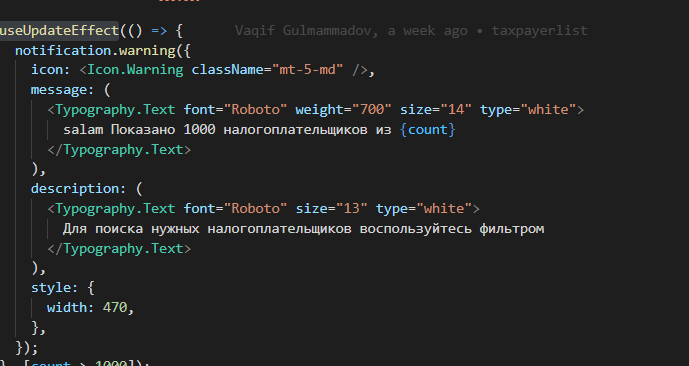 useUpdateEffect(() => { Vaqif Gulmammadov, a week ago • taxpayerlist
notification.warning({
icon: <Icon.Warning className="mt-5-md" />,
message: (
<Typography.Text font="Roboto" weight="700" size="14" type="white">
salam Показано 1000 налогоплательщиков из {count}
</Typography.Text>
),
description: (
<Typography.Text font="Roboto" size="13" type="white">
Для поиска нужных налогоплательщиков воспользуйтесь фильтром
</Typography.Text>
),
style: {
width: 470,
},
});
}, [count > 1000]);